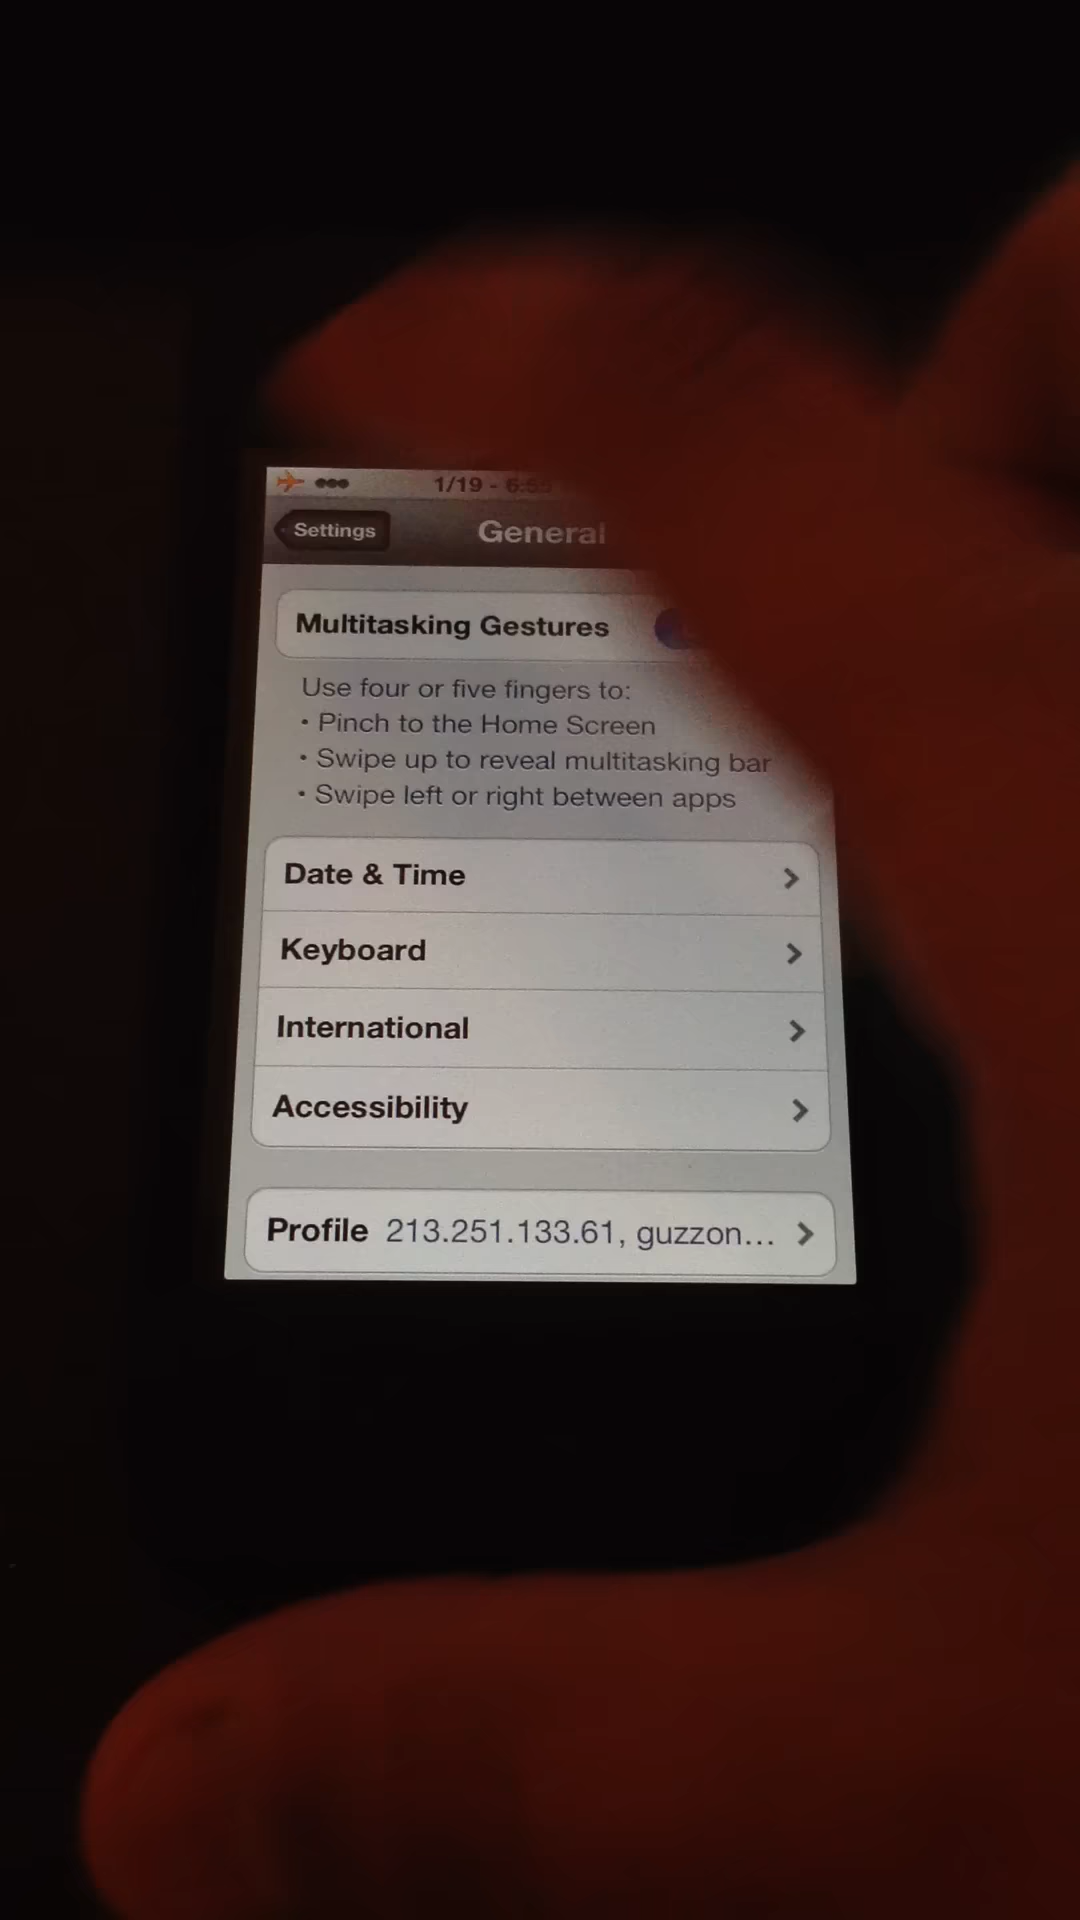 1/19 - 6:55
Settings
General
Multitasking Gestures
Use four or five fingers to:
• Pinch to the Home Screen
• Swipe up to reveal multitasking bar
• Swipe left or right between apps
Date & Time
Keyboard
International
Accessibility
Profile 213.251.133.61, guzzon...